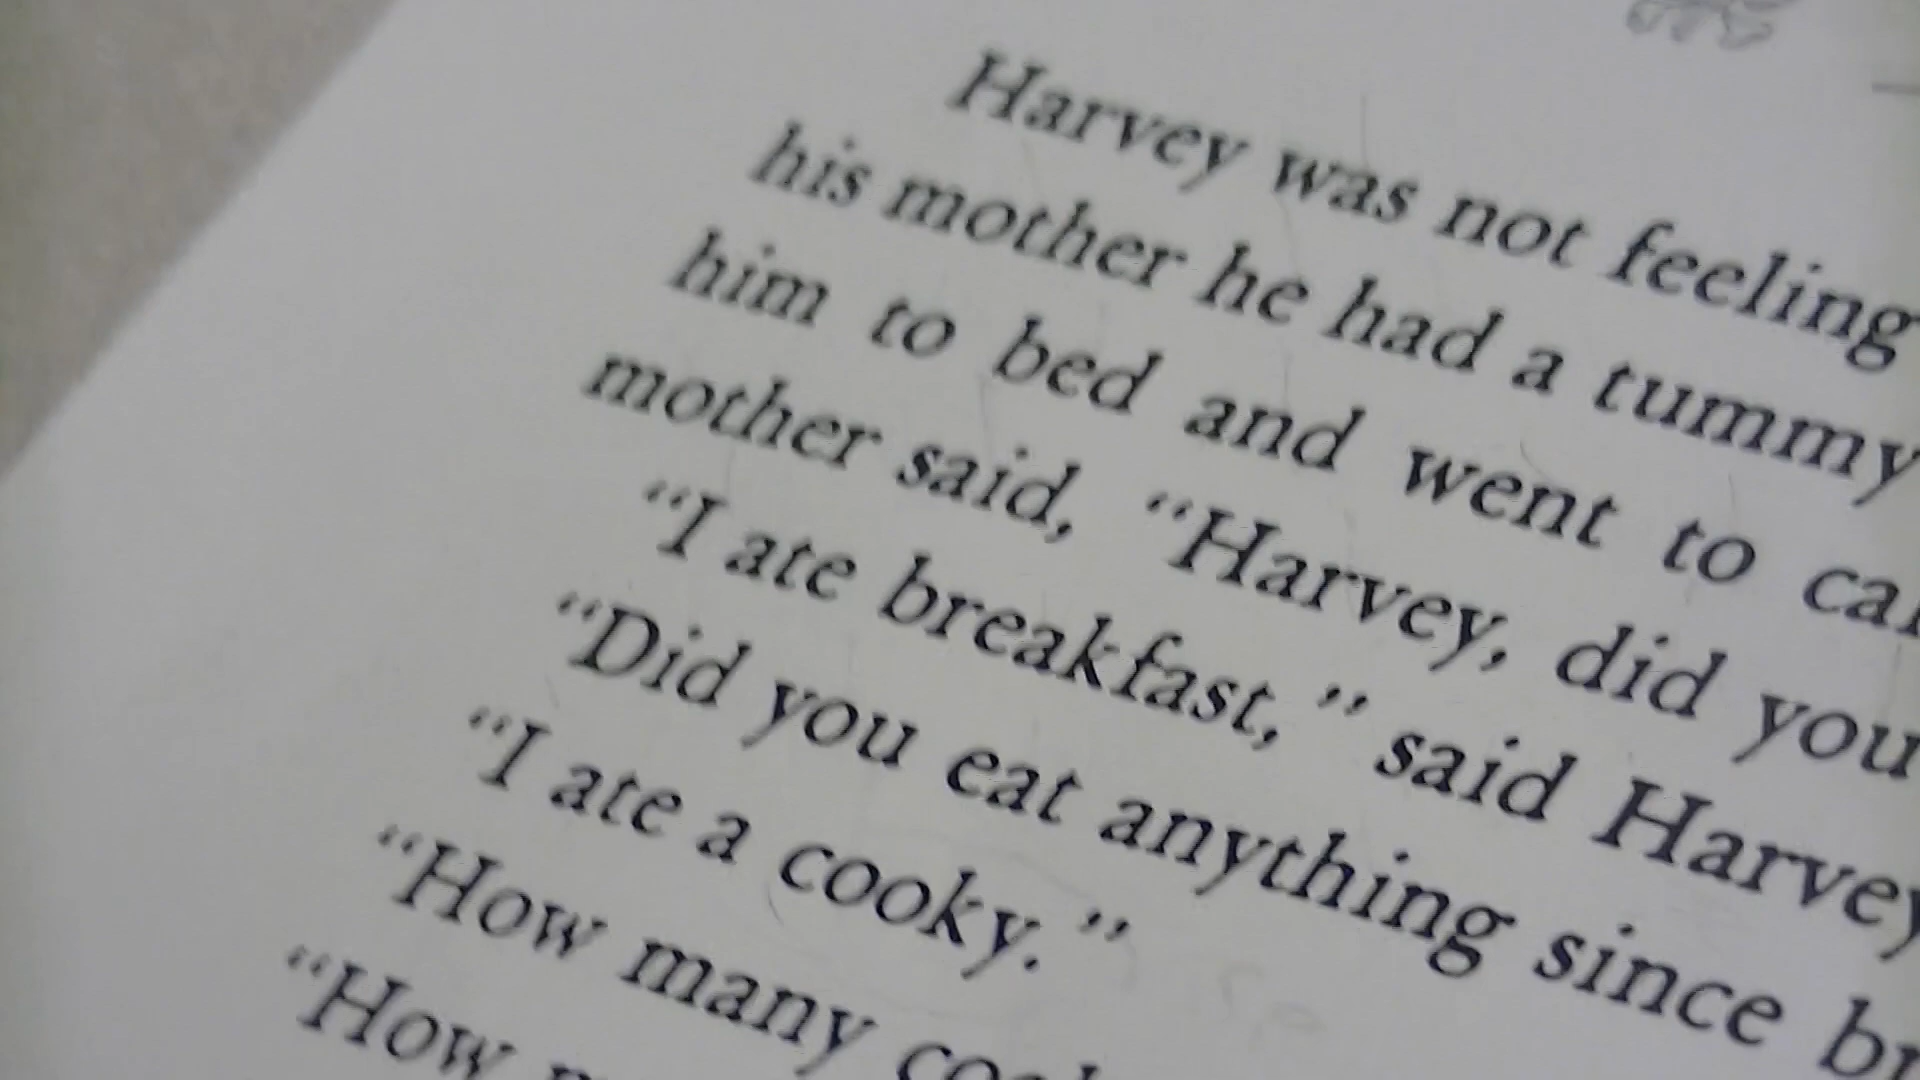 Harvey was not feeling
his mother he had a tummy
him to bed and went to
mother said, “Harvey, did you
“I ate breakfast,” said Harvey
“Did you eat anything since
“I ate a cooky.”
“How many
“How